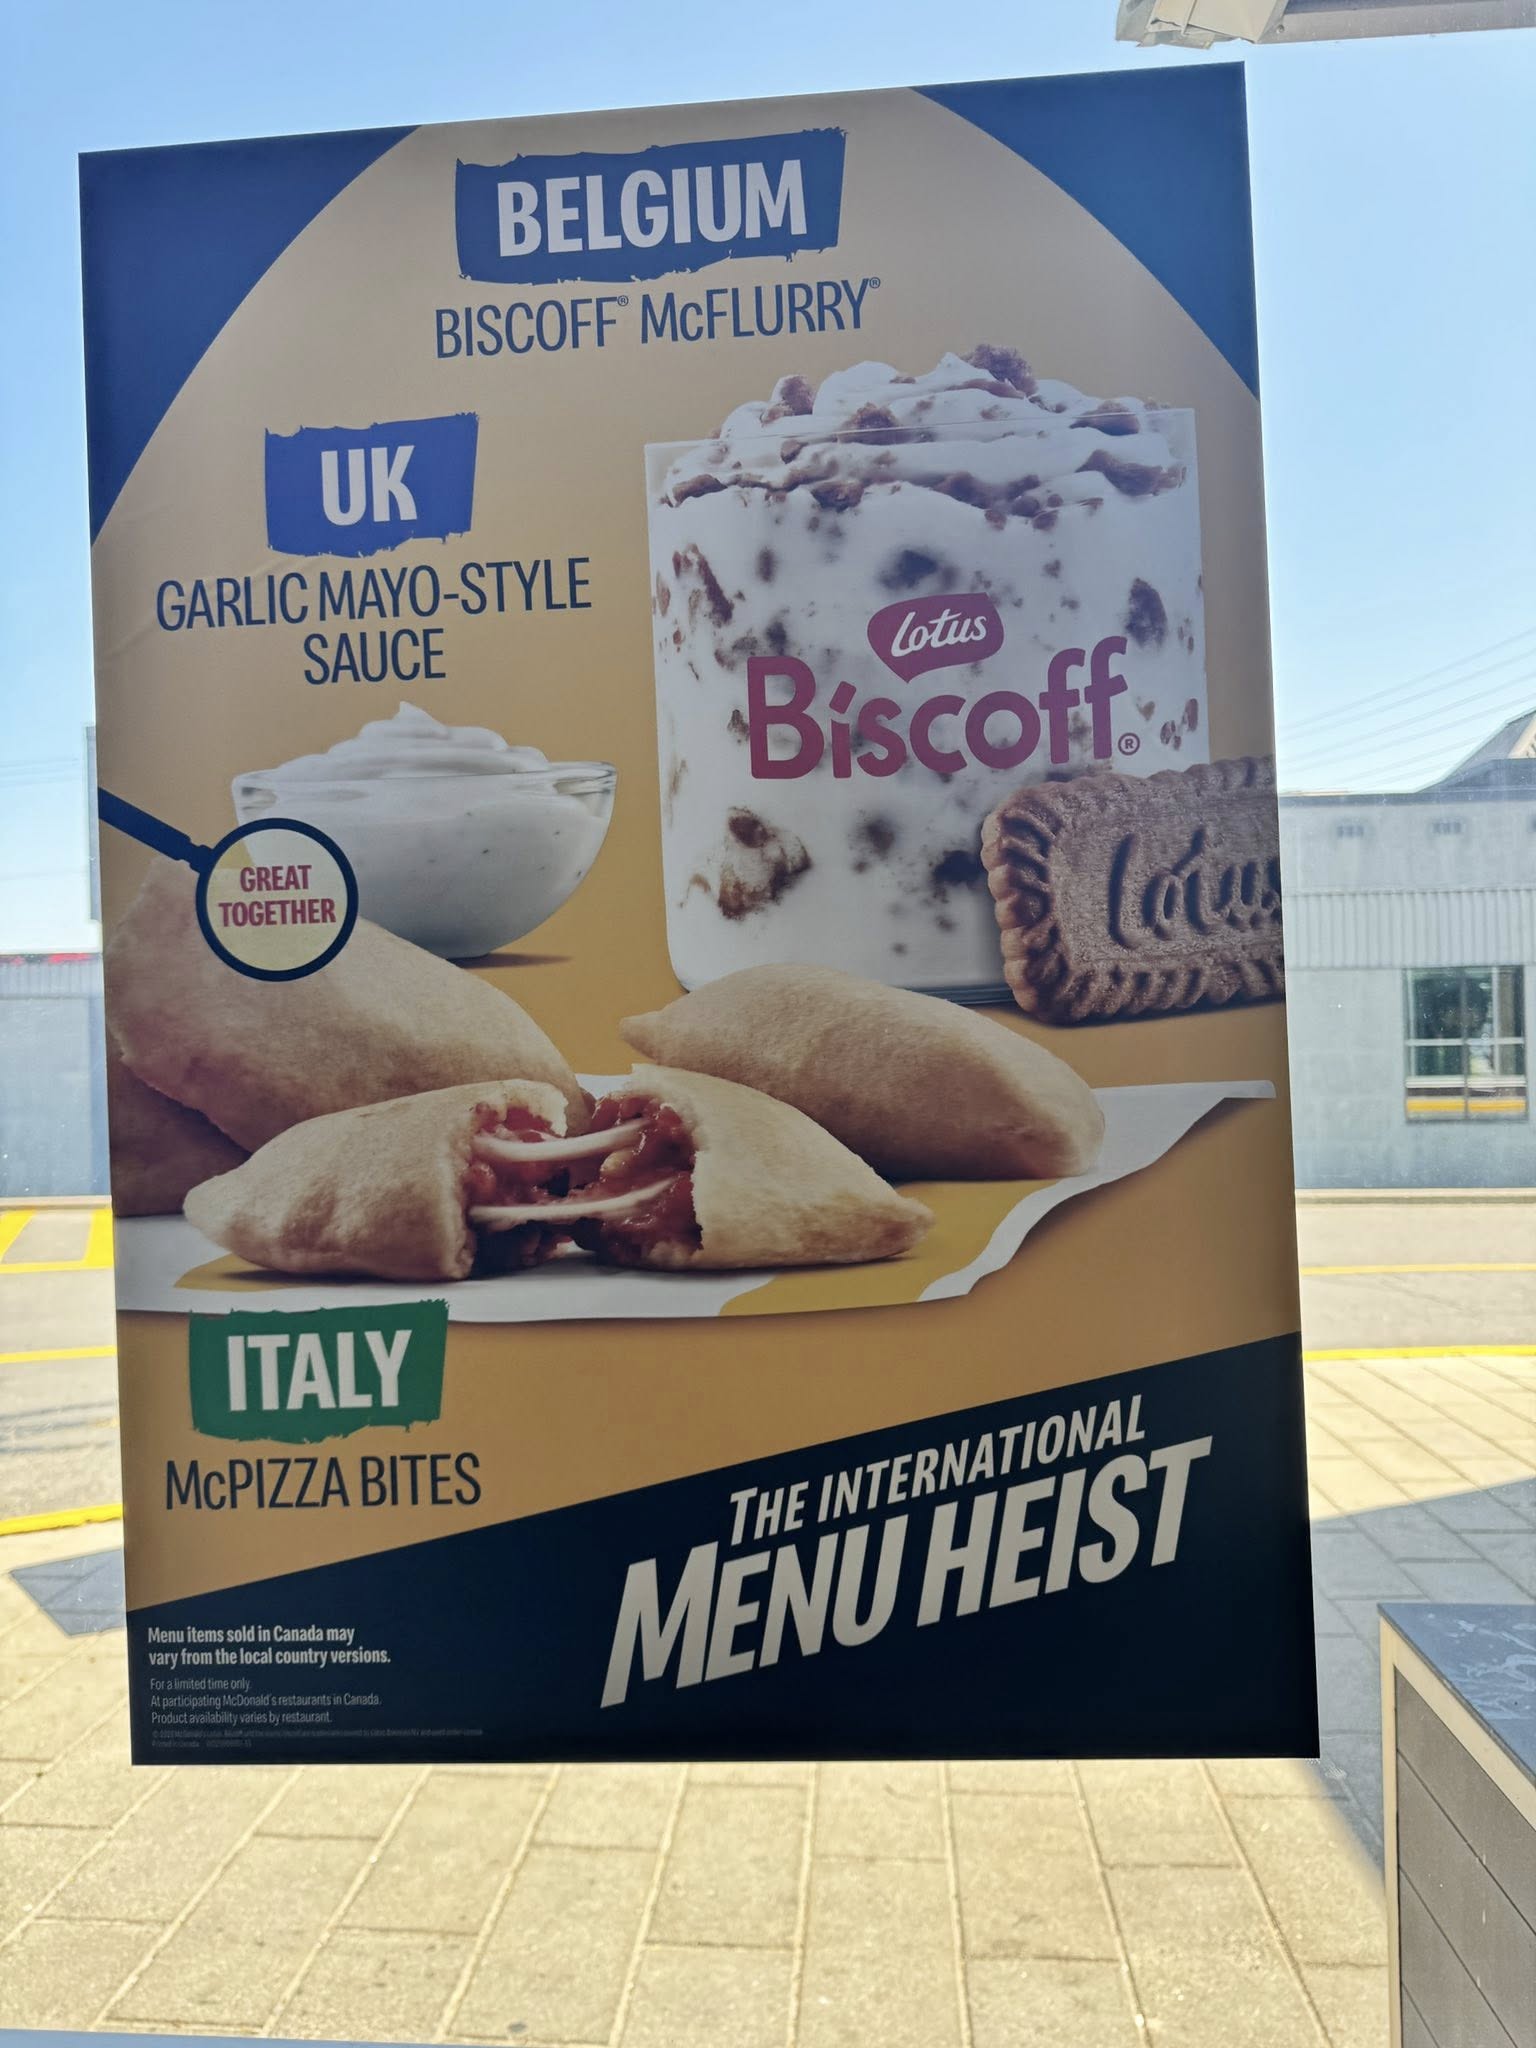 BELGIUM
BISCOFF® McFLURRY®
UK
GARLIC MAYO-STYLE
SAUCE
Lotus
Biscoff®
Lotus
GREAT
TOGETHER
ITALY
McPIZZA BITES
THE INTERNATIONAL
MENU HEIST
Menu items sold in Canada may
vary from the local country versions.
For a limited time only.
At participating McDonald's restaurants in Canada.
Product availability varies by restaurant.